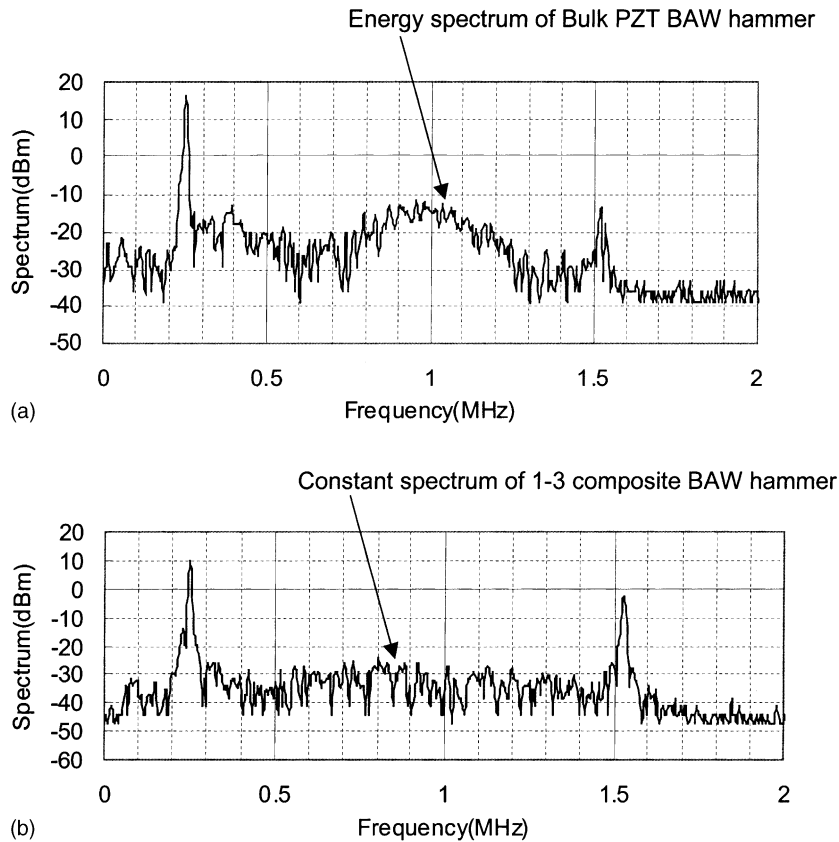 Energy spectrum of Bulk PZT BAW hammer
20
10
0
-10
-20
-30
-40
-50
Spectrum(dBm)
0 0.5 1 1.5 2
Frequency(MHz)
(a)
Constant spectrum of 1-3 composite BAW hammer
20
10
0
-10
-20
-30
-40
-50
-60
Spectrum(dBm)
0 0.5 1 1.5 2
Frequency(MHz)
(b)